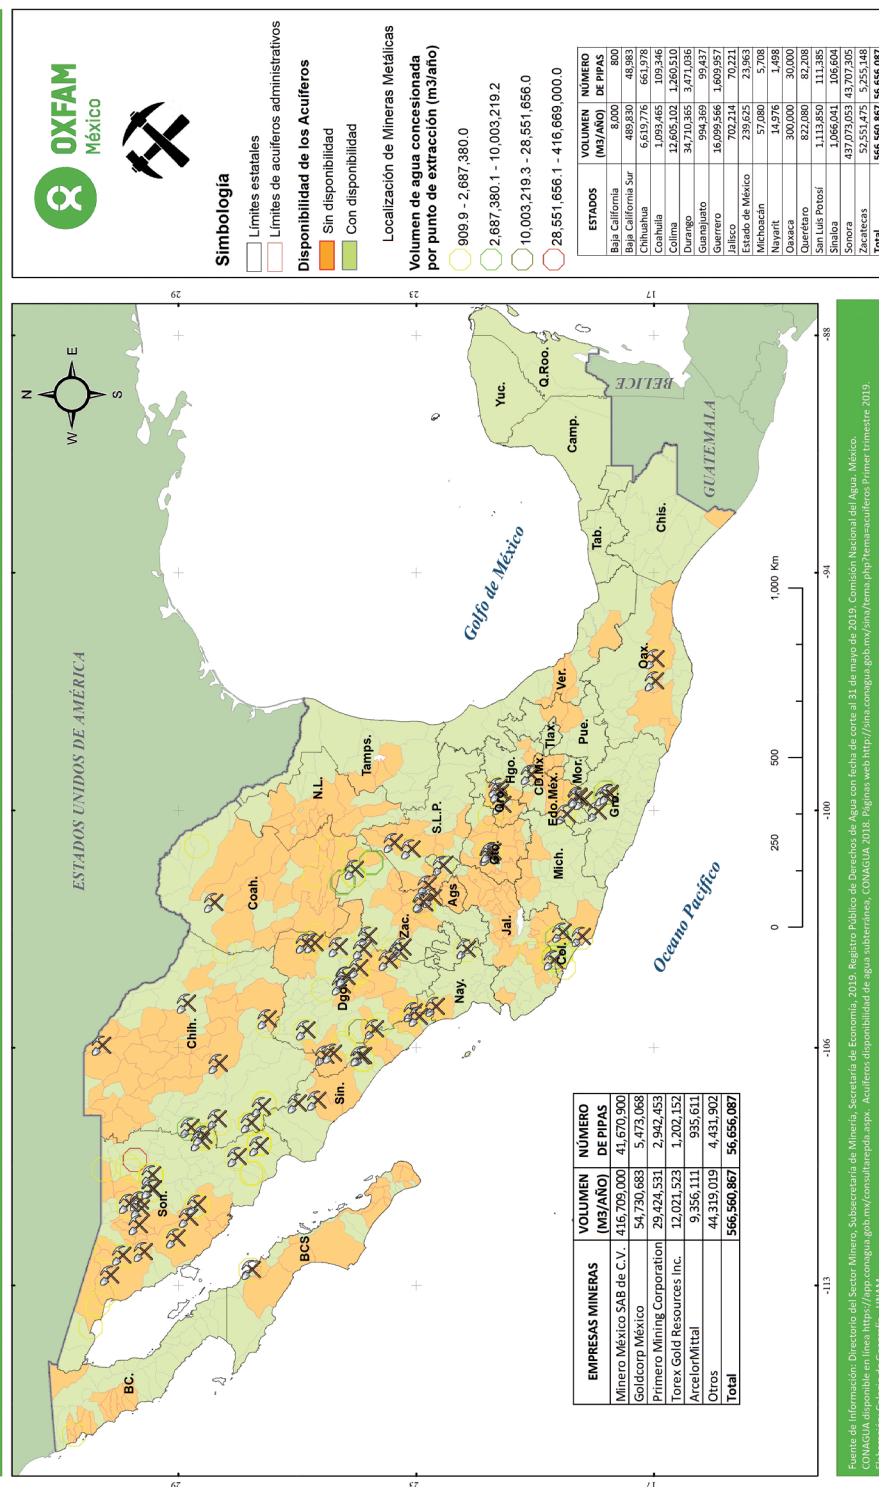 OXFAM
México
Simbología
Límites estatales
Límites de acuíferos administrativos
Disponibilidad de los Acuíferos
Sin disponibilidad
Con disponibilidad
Localización de Mineras Metálicas
Volumen de agua concesionada
por punto de extracción (m3/año)
909.9 - 2,687,380.0
2,687,380.1 - 10,003,219.2
10,003,219.3 - 28,551,656.0
28,551,656.1 - 416,669,000.0
ESTADOS VOLUMEN (M3/AÑO) NÚMERO DE PIPAS
Baja California 8,000 800
Baja California Sur 489,830 48,983
Chihuahua 6,619,776 661,978
Coahuila 1,093,465 109,346
Colima 12,605,102 1,260,510
Durango 34,710,365 3,471,036
Guanajuato 994,369 99,437
Guerrero 16,099,566 1,609,957
Jalisco 702,214 70,221
Estado de México 239,625 23,963
Michoacán 57,080 5,708
Nayarit 14,976 1,498
Oaxaca 300,000 30,000
Querétaro 822,080 82,208
San Luis Potosí 1,113,850 111,385
Sinaloa 1,066,041 106,604
Sonora 437,073,053 43,707,305
Zacatecas 52,551,475 5,255,148
Total 566,560,867 56,656,087
N
W E
S
ESTADOS UNIDOS DE AMÉRICA
Golfo de México
Oceano Pacífico
BELICE
GUATEMALA
BC.
BCS
Son.
Chih.
Coah.
N.L.
Tamps.
Sin.
Dgo.
Zac.
S.L.P.
Nay.
Ags
Jal.
Gto.
Qro.
Hgo.
Col.
Mich.
Edo.Méx.
CD.Mx.
Tlax.
Mor.
Pue.
Ver.
Gro.
Oax.
Tab.
Chis.
Camp.
Yuc.
Q.Roo.
29
23
17
29
23
17
-113
-106
-100
-94
-88
0 250 500 1,000 Km
EMPRESAS MINERAS VOLUMEN (M3/AÑO) NÚMERO DE PIPAS
Minero México SAB de C.V. 416,709,000 41,670,900
Goldcorp México 54,730,683 5,473,068
Primero Mining Corporation 29,424,531 2,942,453
Torex Gold Resources Inc. 12,021,523 1,202,152
ArcelorMittal 9,356,111 935,611
Otros 44,319,019 4,431,902
Total 566,560,867 56,656,087
Fuente de Información: Directorio del Sector Minero, Subsecretaría de Minería, Secretaría de Economía, 2019. Registro Público de Derechos de Agua con fecha de corte al 31 de mayo de 2019. Comisión Nacional del Agua. México.
CONAGUA disponible en línea https://app.conagua.gob.mx/consultarepda.aspx. Acuíferos disponibilidad de agua subterránea, CONAGUA 2018. Páginas web http://sina.conagua.gob.mx/sina/tema.php?tema=acuiferos Primer trimestre 2019.